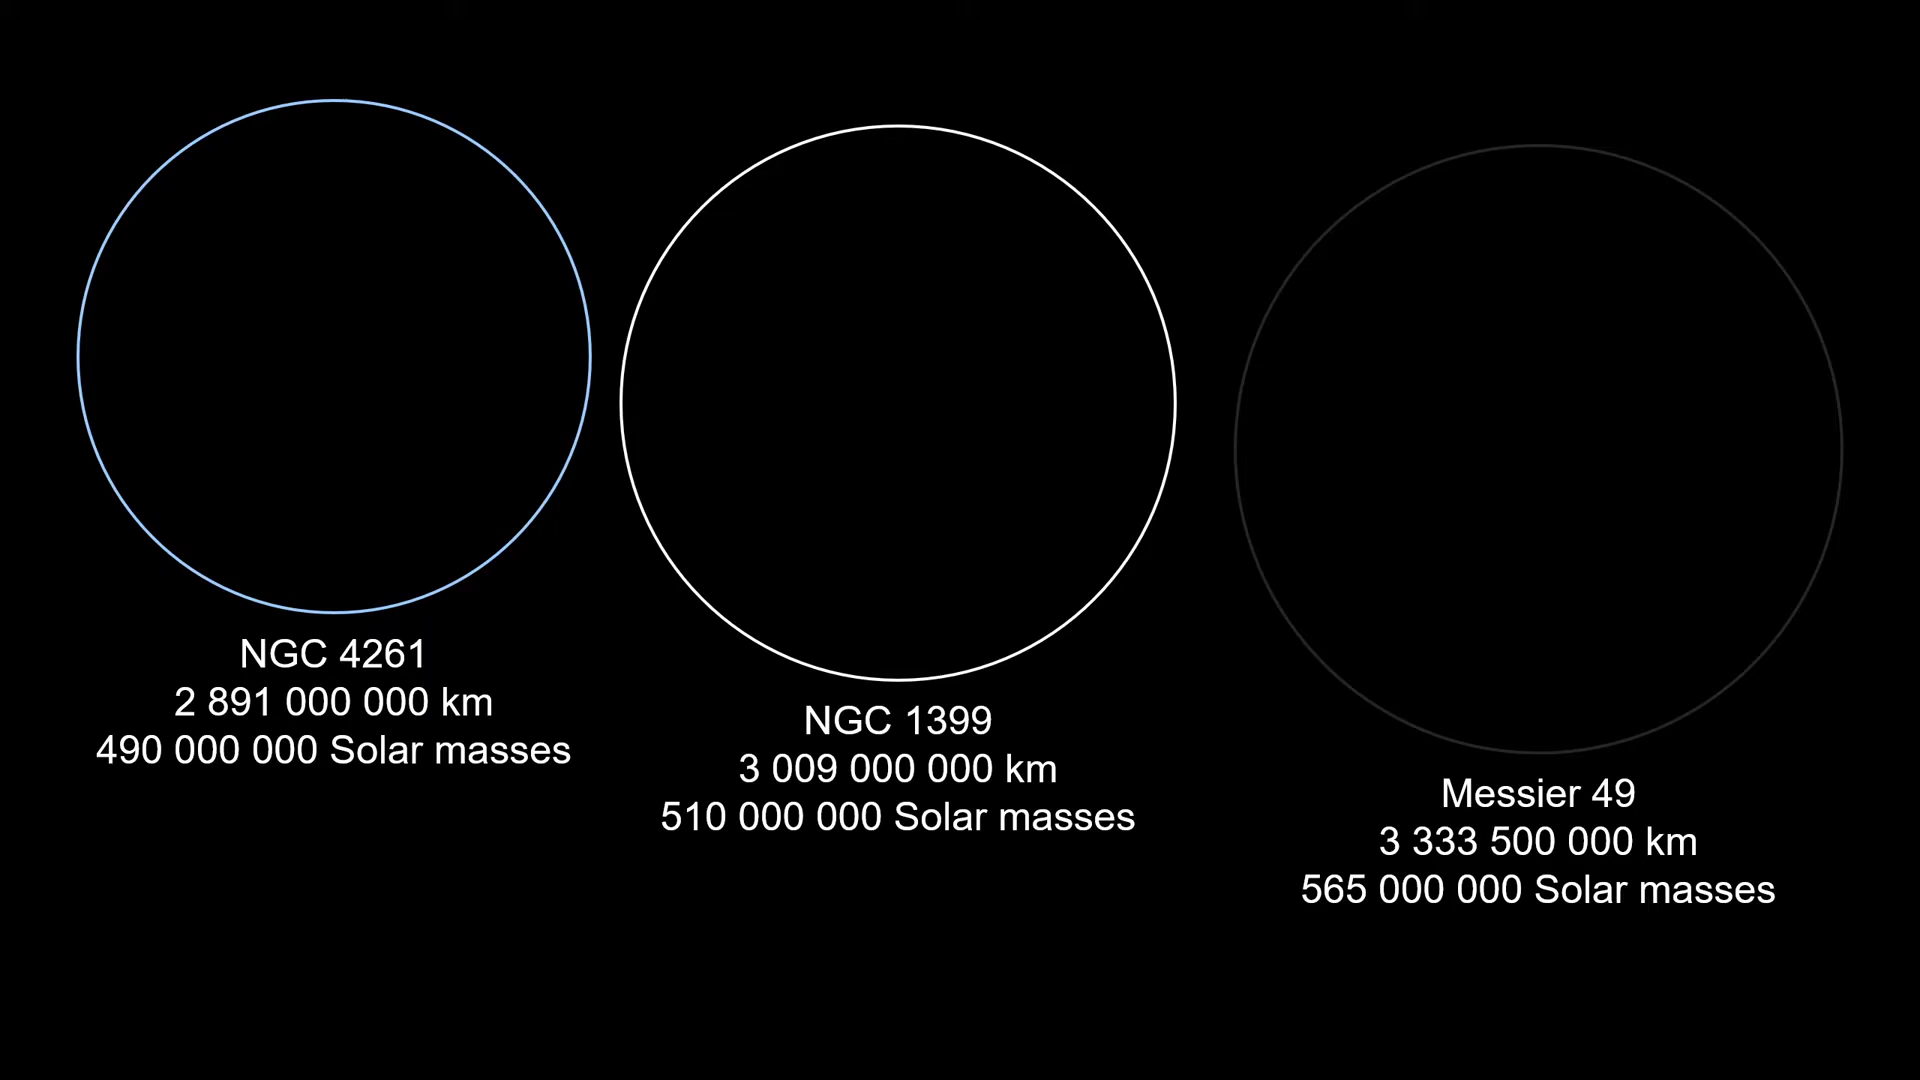 NGC 4261
2 891 000 000 km
490 000 000 Solar masses
NGC 1399
3 009 000 000 km
510 000 000 Solar masses
Messier 49
3 333 500 000 km
565 000 000 Solar masses